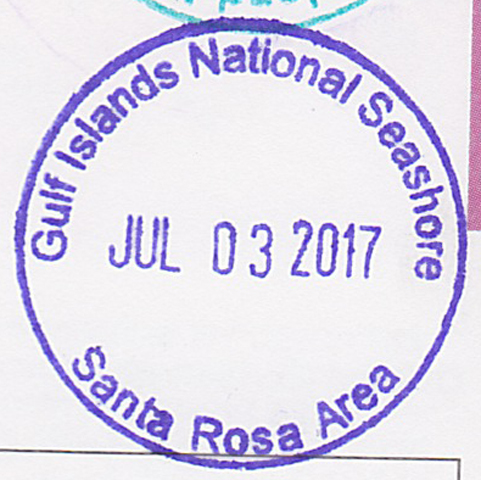 Gulf Islands National Seashore
JUL 03 2017
Santa Rosa Area